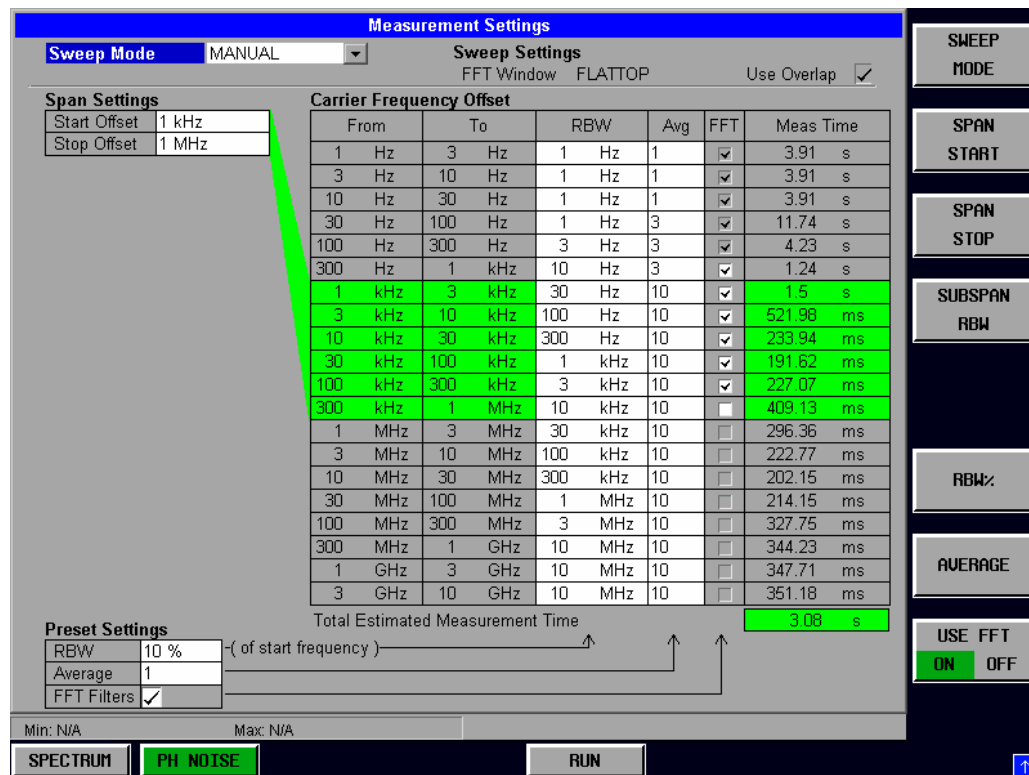 Measurement Settings
Sweep Mode MANUAL
Sweep Settings
FFT Window FLATTOP Use Overlap
Span Settings
Start Offset 1 kHz
Stop Offset 1 MHz
Carrier Frequency Offset
From To RBW Avg FFT Meas Time
1 Hz 3 Hz 1 Hz 1 3.91 s
3 Hz 10 Hz 1 Hz 1 3.91 s
10 Hz 30 Hz 1 Hz 1 3.91 s
30 Hz 100 Hz 1 Hz 3 11.74 s
100 Hz 300 Hz 3 Hz 3 4.23 s
300 Hz 1 kHz 10 Hz 3 1.24 s
1 kHz 3 kHz 30 Hz 10 1.5 s
3 kHz 10 kHz 100 Hz 10 521.98 ms
10 kHz 30 kHz 300 Hz 10 233.94 ms
30 kHz 100 kHz 1 kHz 10 191.62 ms
100 kHz 300 kHz 3 kHz 10 227.07 ms
300 kHz 1 MHz 10 kHz 10 409.13 ms
1 MHz 3 MHz 30 kHz 10 296.36 ms
3 MHz 10 MHz 100 kHz 10 222.77 ms
10 MHz 30 MHz 300 kHz 10 202.15 ms
30 MHz 100 MHz 1 MHz 10 214.15 ms
100 MHz 300 MHz 3 MHz 10 327.75 ms
300 MHz 1 GHz 10 MHz 10 344.23 ms
1 GHz 3 GHz 10 MHz 10 347.71 ms
3 GHz 10 GHz 10 MHz 10 351.18 ms
Total Estimated Measurement Time 3.08 s
Preset Settings
RBW 10 % -( of start frequency )
Average 1
FFT Filters
Min: N/A Max: N/A
SPECTRUM PH NOISE RUN
SWEEP
MODE
SPAN
START
SPAN
STOP
SUBSPAN
RBW
RBW%
AVERAGE
USE FFT
ON OFF